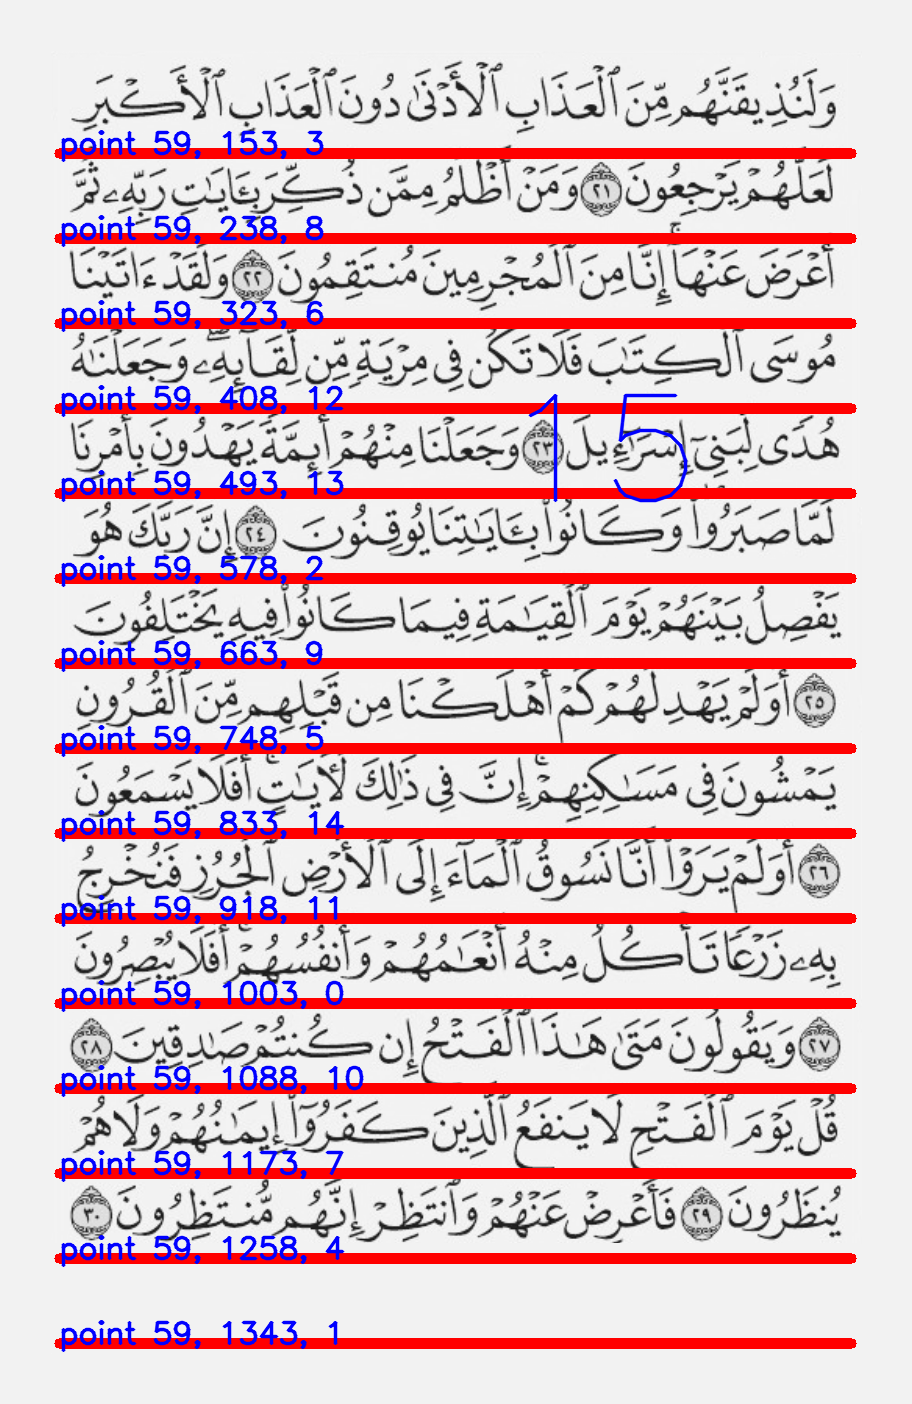 وَلَنُذِيقَنَّهُم مِّنَ ٱلْعَذَابِ ٱلْأَدْنَىٰ دُونَ ٱلْعَذَابِ ٱلْأَكْبَرِ
point 59, 153, 3
لَعَلَّهُمْ يَرْجِعُونَ ٢١ وَمَنْ أَظْلَمُ مِمَّن ذُكِّرَ بِـَٔايَـٰتِ رَبِّهِۦ ثُمَّ
point 59, 238, 8
أَعْرَضَ عَنْهَآ ۚ إِنَّا مِنَ ٱلْمُجْرِمِينَ مُنتَقِمُونَ ٢٢ وَلَقَدْ ءَاتَيْنَا
point 59, 323, 6
مُوسَى ٱلْكِتَـٰبَ فَلَا تَكُن فِى مِرْيَةٍ مِّن لِّقَآئِهِۦ ۖ وَجَعَلْنَـٰهُ
point 59, 408, 12
هُدًى لِّبَنِىٓ إِسْرَٰٓءِيلَ ٢٣ وَجَعَلْنَا مِنْهُمْ أَئِمَّةً يَهْدُونَ بِأَمْرِنَا
15
point 59, 493, 13
لَمَّا صَبَرُوا۟ ۖ وَكَانُوا۟ بِـَٔايَـٰتِنَا يُوقِنُونَ ٢٤ إِنَّ رَبَّكَ هُوَ
point 59, 578, 2
يَفْصِلُ بَيْنَهُمْ يَوْمَ ٱلْقِيَـٰمَةِ فِيمَا كَانُوا۟ فِيهِ يَخْتَلِفُونَ
point 59, 663, 9
٢٥ أَوَلَمْ يَهْدِ لَهُمْ كَمْ أَهْلَكْنَا مِن قَبْلِهِم مِّنَ ٱلْقُرُونِ
point 59, 748, 5
يَمْشُونَ فِى مَسَـٰكِنِهِمْ ۚ إِنَّ فِى ذَٰلِكَ لَـَٔايَـٰتٍ ۖ أَفَلَا يَسْمَعُونَ
point 59, 833, 14
٢٦ أَوَلَمْ يَرَوْا۟ أَنَّا نَسُوقُ ٱلْمَآءَ إِلَى ٱلْأَرْضِ ٱلْجُرُزِ فَنُخْرِجُ
point 59, 918, 11
بِهِۦ زَرْعًا تَأْكُلُ مِنْهُ أَنْعَـٰمُهُمْ وَأَنفُسُهُمْ ۖ أَفَلَا يُبْصِرُونَ
point 59, 1003, 0
٢٧ وَيَقُولُونَ مَتَىٰ هَـٰذَا ٱلْفَتْحُ إِن كُنتُمْ صَـٰدِقِينَ ٢٨
point 59, 1088, 10
قُلْ يَوْمَ ٱلْفَتْحِ لَا يَنفَعُ ٱلَّذِينَ كَفَرُوٓا۟ إِيمَـٰنُهُمْ وَلَا هُمْ
point 59, 1173, 7
يُنظَرُونَ ٢٩ فَأَعْرِضْ عَنْهُمْ وَٱنتَظِرْ إِنَّهُم مُّنتَظِرُونَ ٣٠
point 59, 1258, 4
point 59, 1343, 1